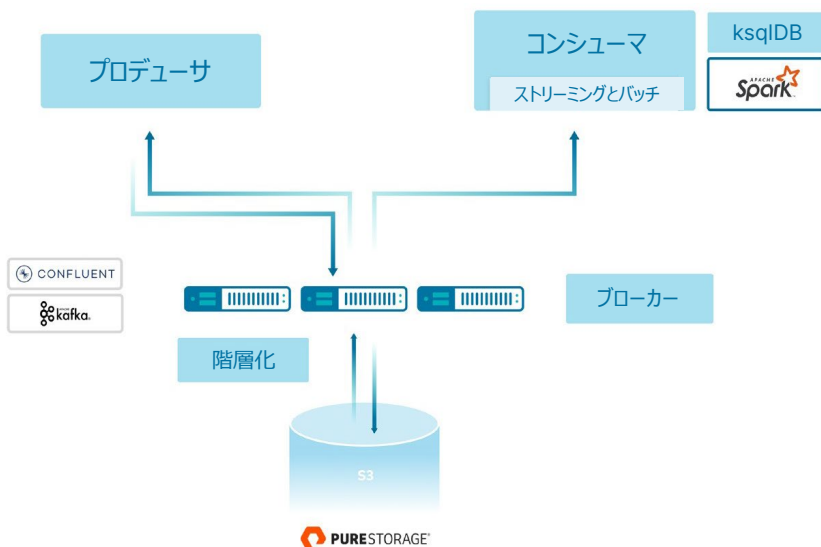 プロデューサ
コンシューマ
ストリーミングとバッチ
ksqlDB
APACHE
Spark
CONFLUENT
kafka
ブローカー
階層化
S3
PURESTORAGE